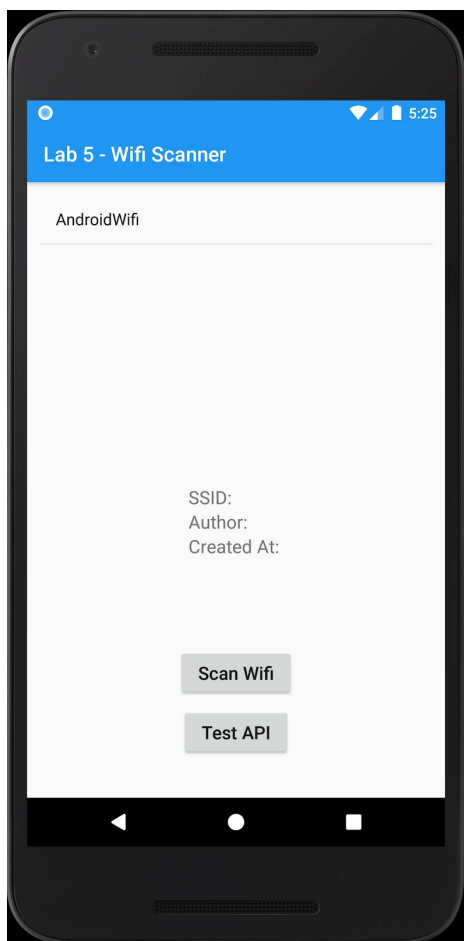 5:25
Lab 5 - Wifi Scanner
AndroidWifi
SSID:
Author:
Created At:
Scan Wifi
Test API